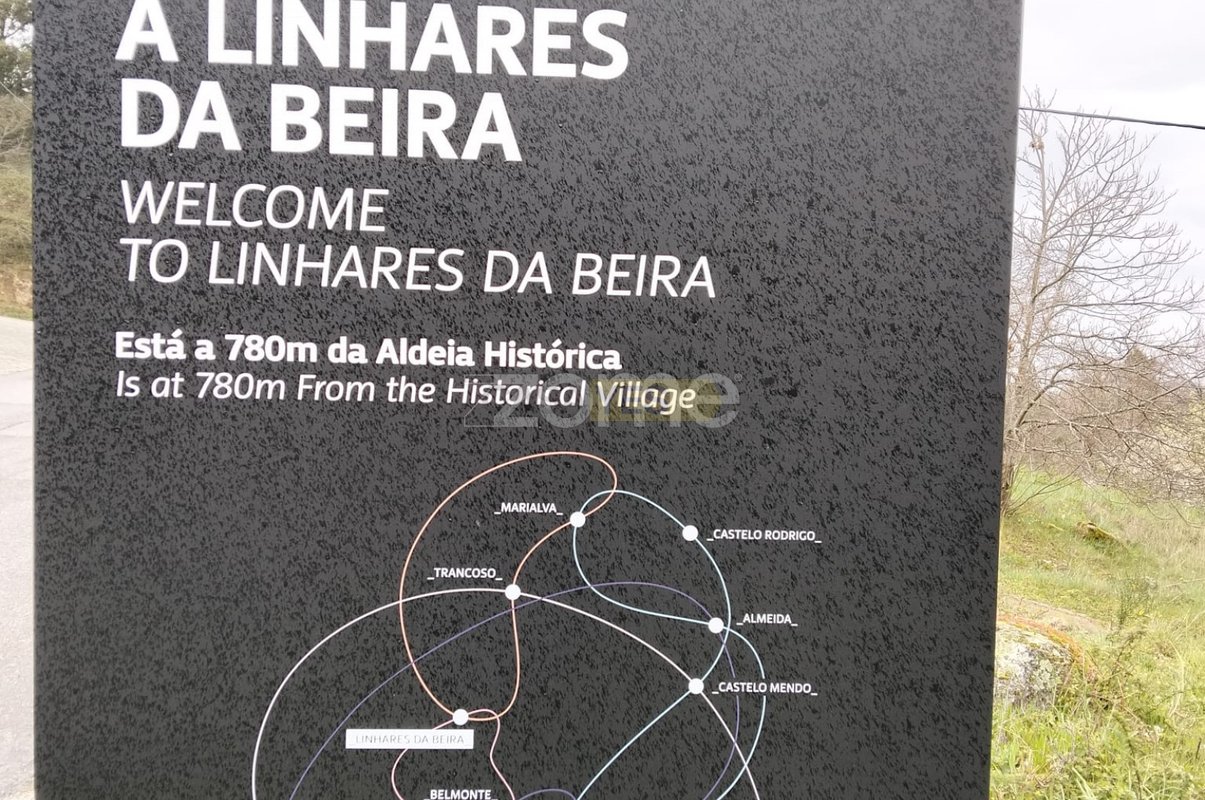 A LINHARES
DA BEIRA
WELCOME
TO LINHARES DA BEIRA
Está a 780m da Aldeia Histórica
Is at 780m From the Historical Village
zome
_MARIALVA_
_CASTELO RODRIGO_
_TRANCOSO_
_ALMEIDA_
_CASTELO MENDO_
LINHARES DA BEIRA
_BELMONTE_